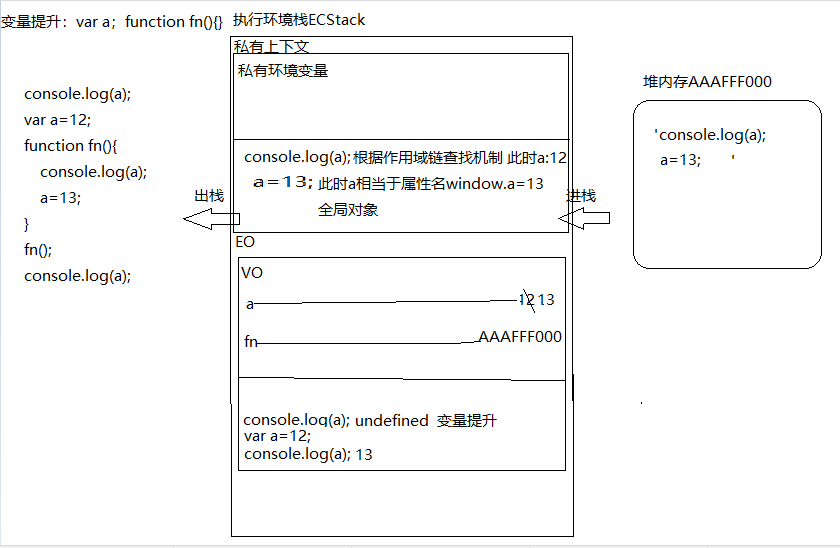 变量提升：var a；function fn(){}
执行环境栈ECStack
私有上下文
私有环境变量
堆内存AAAFFF000
console.log(a);
var a=12;
function fn(){
console.log(a);
a=13;
}
fn();
console.log(a);
console.log(a); 根据作用域链查找机制 此时a:12
a=13; 此时a相当于属性名window.a=13
全局对象
出栈
进栈
'console.log(a);
a=13; '
EO
VO
a 12 13
fn AAAFFF000
console.log(a); undefined 变量提升
var a=12;
console.log(a); 13